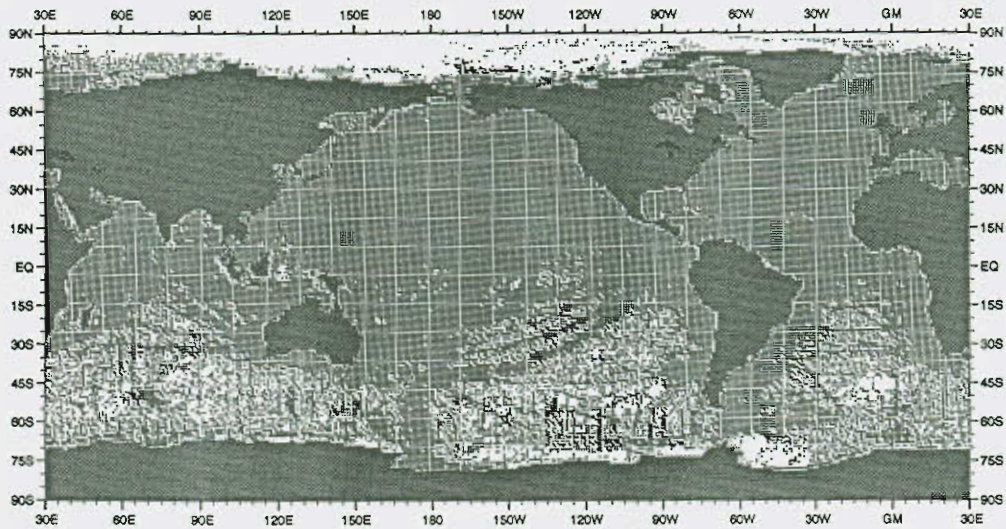 30E 60E 90E 120E 150E 180 150W 120W 90W 60W 30W GM 30E
90N 90N
75N 75N
60N 60N
45N 45N
30N 30N
15N 15N
EQ EQ
15S 15S
30S 30S
45S 45S
60S 60S
75S 75S
90S 90S
30E 60E 90E 120E 150E 180 150W 120W 90W 60W 30W GM 30E